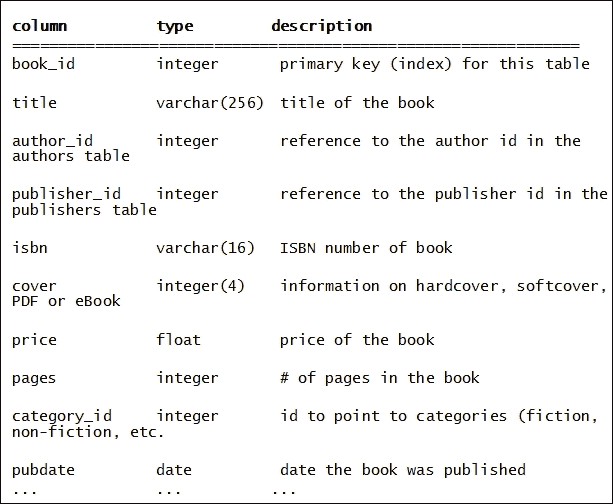 column type description
================================================================
book_id integer primary key (index) for this table
title varchar(256) title of the book
author_id integer reference to the author id in the
authors table
publisher_id integer reference to the publisher id in the
publishers table
isbn varchar(16) ISBN number of book
cover integer(4) information on hardcover, softcover,
PDF or eBook
price float price of the book
pages integer # of pages in the book
category_id integer id to point to categories (fiction,
non-fiction, etc.
pubdate date date the book was published
... ... ...